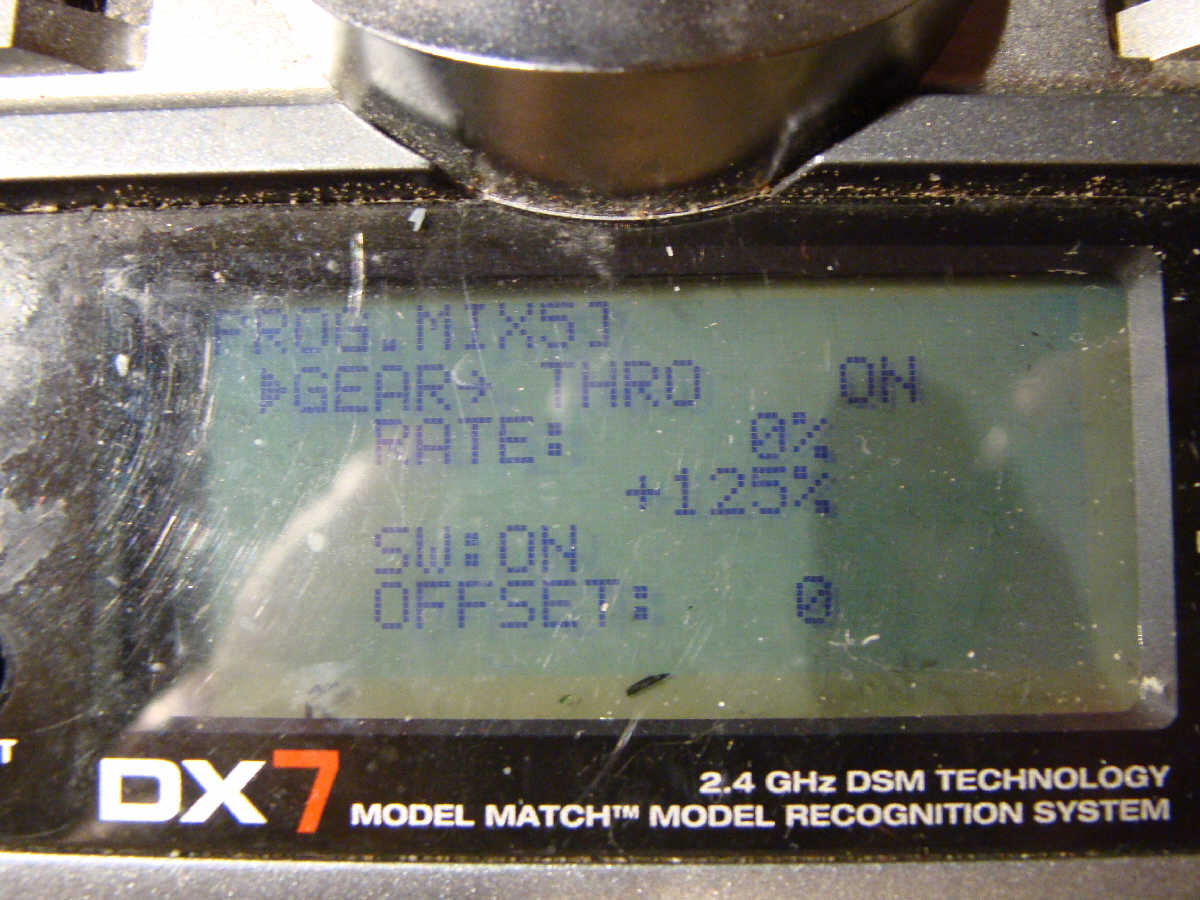 PROG.MIX5]
GEAR→ THRO ON
RATE: 0%
+125%
SW:ON
OFFSET: 0
DX7
2.4 GHz DSM TECHNOLOGY
MODEL MATCH™ MODEL RECOGNITION SYSTEM